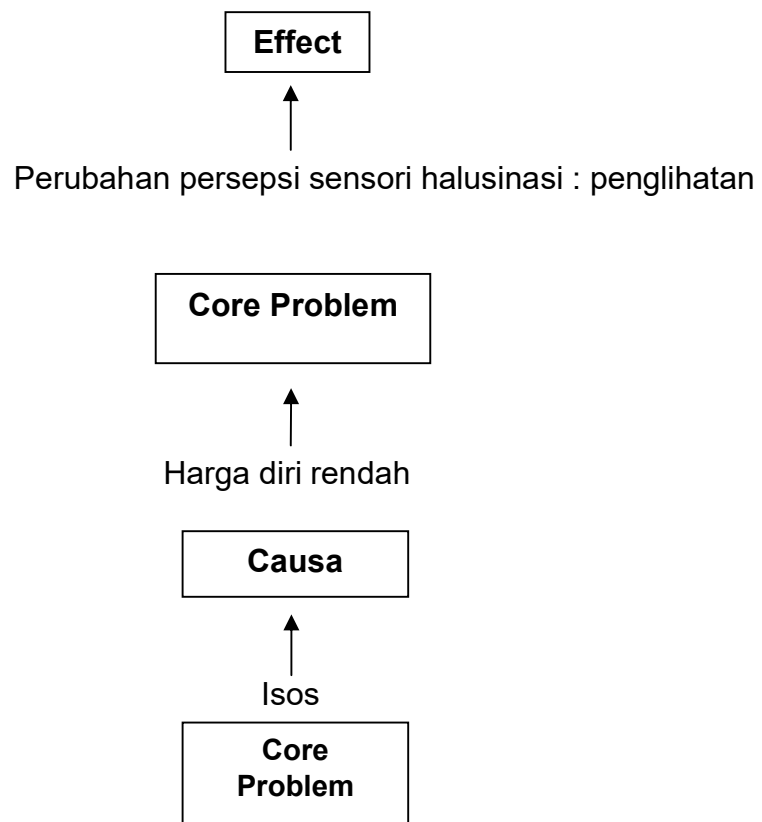 Effect
Perubahan persepsi sensori halusinasi : penglihatan
Core Problem
Harga diri rendah
Causa
Isos
Core
Problem